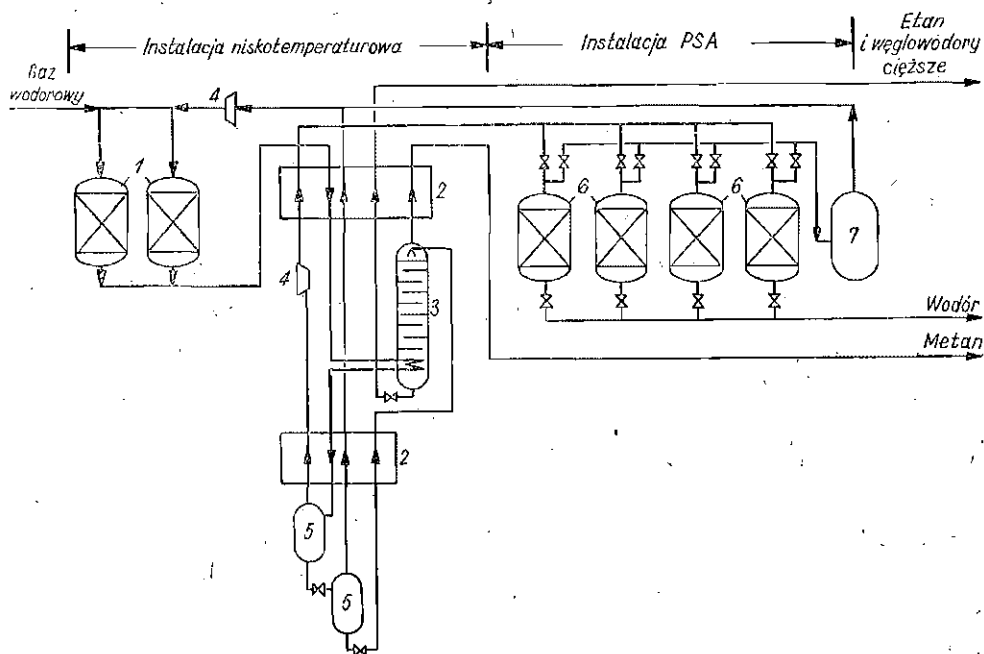 Instalacja niskotemperaturowa
Instalacja PSA
Etan
i węglowodory
cięższe
Gaz
wodorowy
4
1
2
4
3
6
6
7
Wodór
Metan
2
5
5